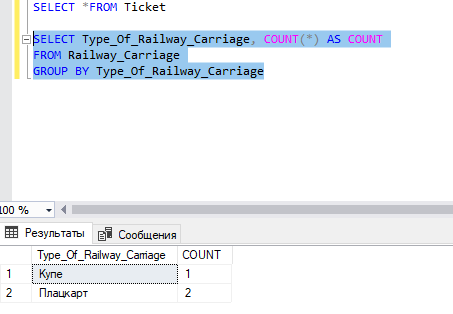 SELECT *FROM Ticket
SELECT Type_Of_Railway_Carriage, COUNT(*) AS COUNT
FROM Railway_Carriage
GROUP BY Type_Of_Railway_Carriage
100 %
Результаты Сообщения
Type_Of_Railway_Carriage COUNT
1 Купе 1
2 Плацкарт 2